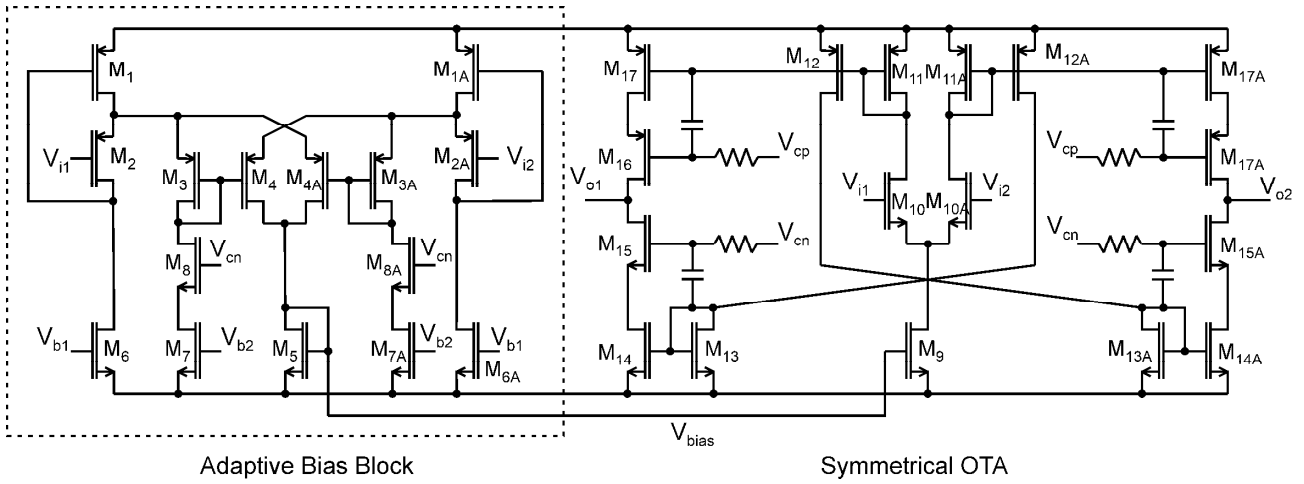 M1
M1A
M17
M12
M11
M11A
M12A
M17A
Vi1
M2
M2A
Vi2
M3
M4
M4A
M3A
M16
Vcp
Vcp
M17A
Vo1
Vi1
M10
M10A
Vi2
Vo2
M15
Vcn
Vcn
M15A
M8
Vcn
M8A
Vcn
Vb1
M6
M7
Vb2
M5
M7A
Vb2
Vb1
M6A
M14
M13
M9
M13A
M14A
Vbias
Adaptive Bias Block
Symmetrical OTA